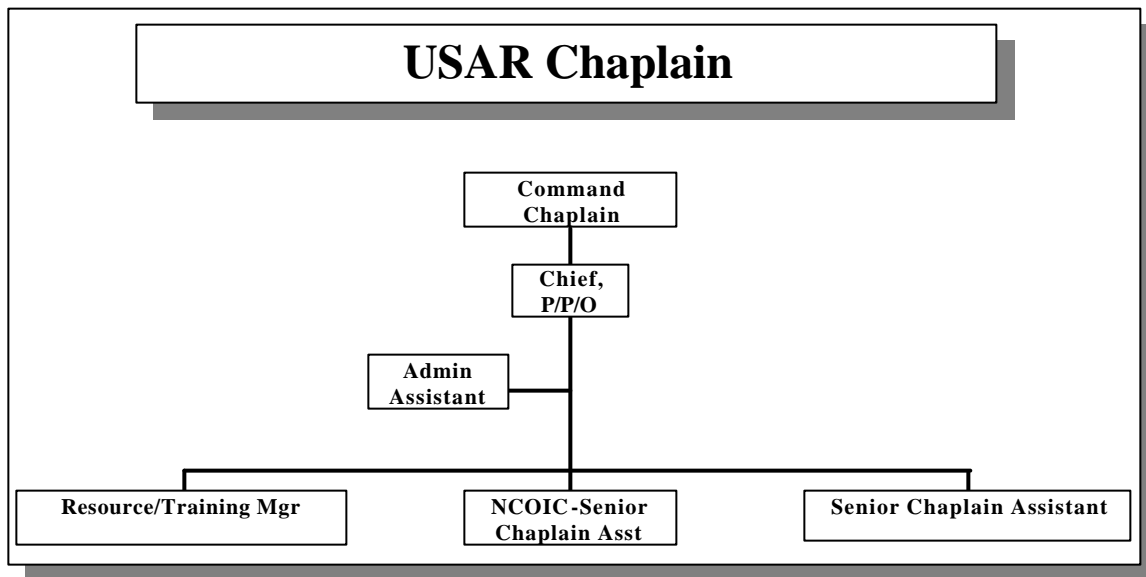 USAR Chaplain
Command
Chaplain
Chief,
P/P/O
Admin
Assistant
Resource/Training Mgr
NCOIC-Senior
Chaplain Asst
Senior Chaplain Assistant